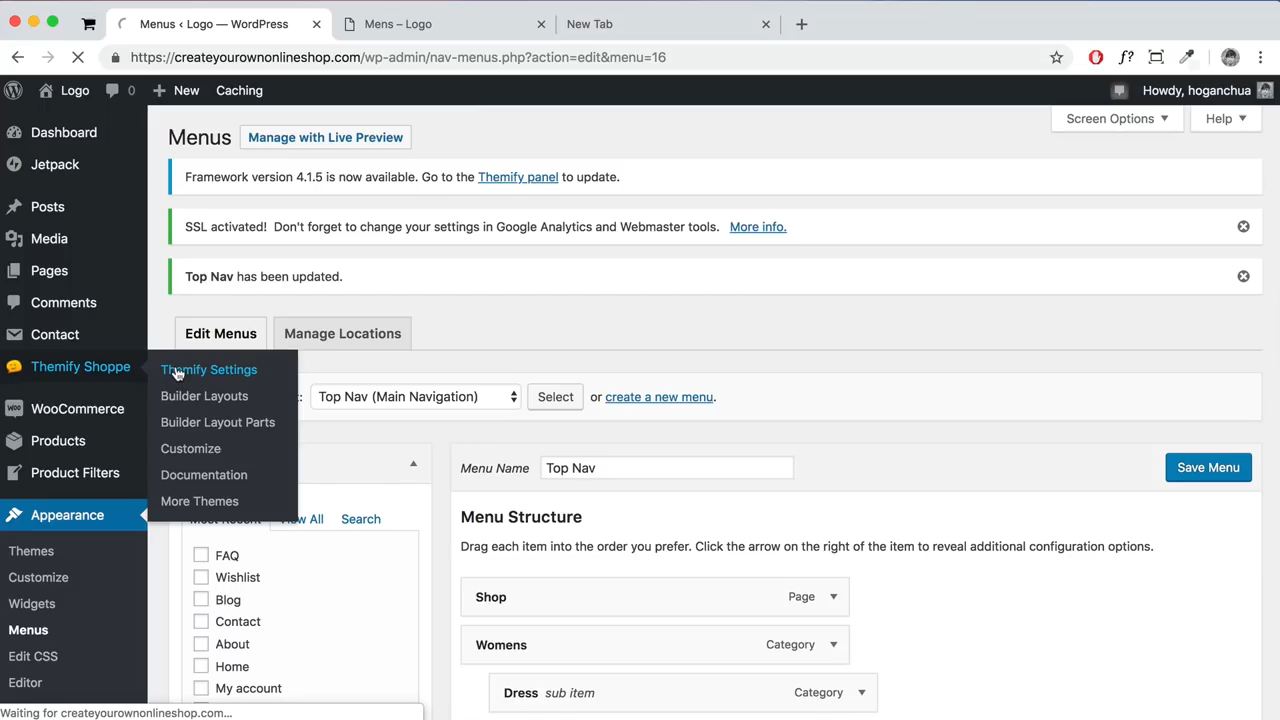 Menus ‹ Logo — WordPress
Mens – Logo
New Tab
https://createyourownonlineshop.com/wp-admin/nav-menus.php?action=edit&menu=16
f?
Logo
0
New
Caching
Howdy, hoganchua
Dashboard
Jetpack
Posts
Media
Pages
Comments
Contact
Themify Shoppe
WooCommerce
Products
Product Filters
Appearance
Themes
Customize
Widgets
Menus
Edit CSS
Editor
Themify Settings
Builder Layouts
Builder Layout Parts
Customize
Documentation
More Themes
Screen Options
Help
Menus
Manage with Live Preview
Framework version 4.1.5 is now available. Go to the Themify panel to update.
SSL activated! Don't forget to change your settings in Google Analytics and Webmaster tools. More info.
Top Nav has been updated.
Edit Menus
Manage Locations
: Top Nav (Main Navigation) Select or create a new menu.
Most Recent
View All
Search
FAQ
Wishlist
Blog
Contact
About
Home
My account
Menu Name Top Nav
Save Menu
Menu Structure
Drag each item into the order you prefer. Click the arrow on the right of the item to reveal additional configuration options.
Shop Page
Womens Category
Dress sub item Category
Waiting for createyourownonlineshop.com...